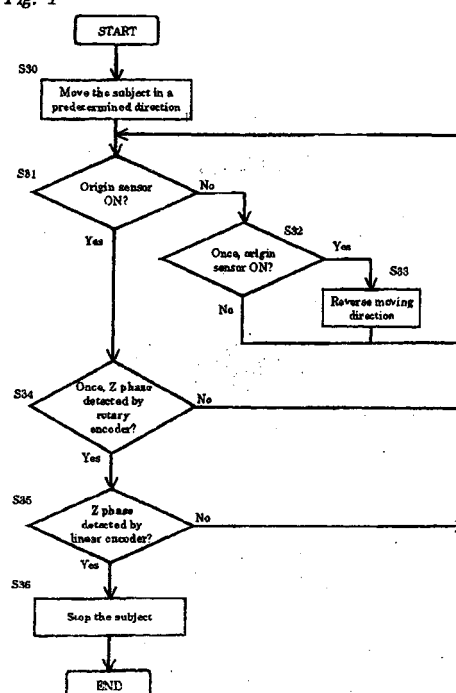 START
S30
Move the subject in a
predetermined direction
S31
Origin sensor
ON?
No
Yes
S32
Once, origin
sensor ON?
Yes
No
S33
Reverse moving
direction
S34
Once, Z phase
detected by
rotary
encoder?
No
Yes
S35
Z phase
detected by
linear encoder?
No
Yes
S36
Stop the subject
END